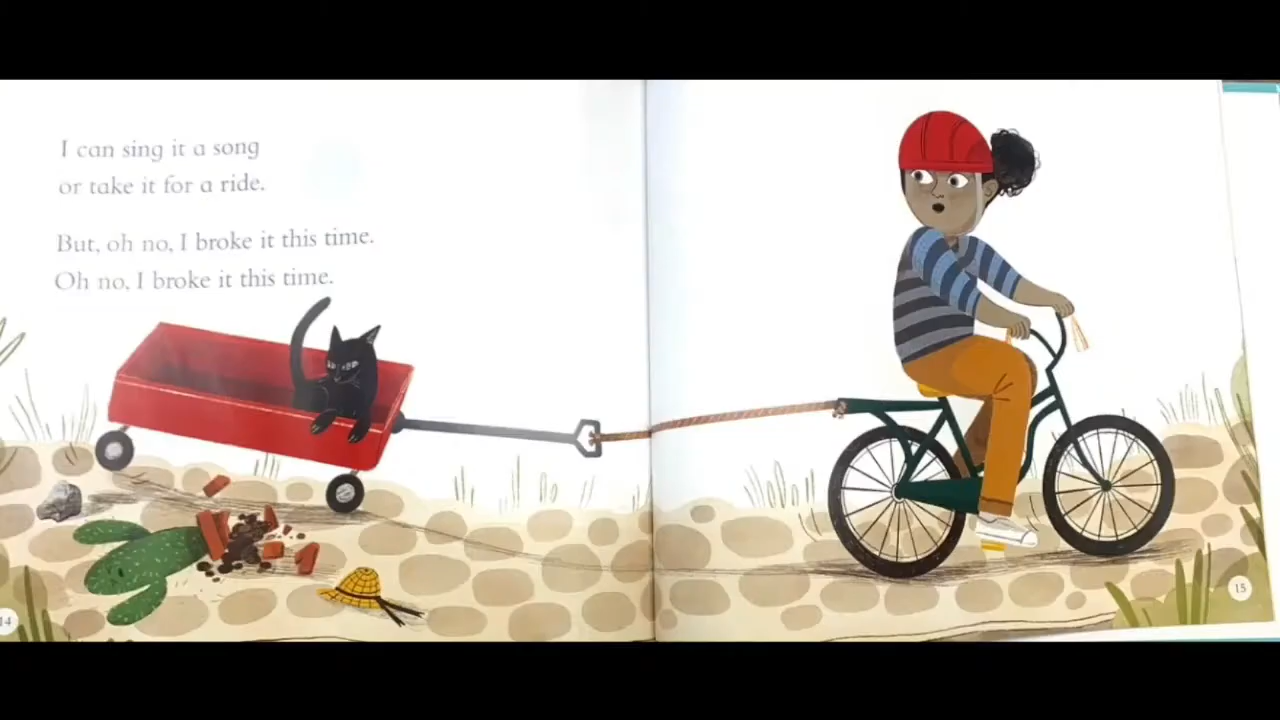 I can sing it a song
or take it for a ride.
But, oh no, I broke it this time.
Oh no, I broke it this time.
14
15